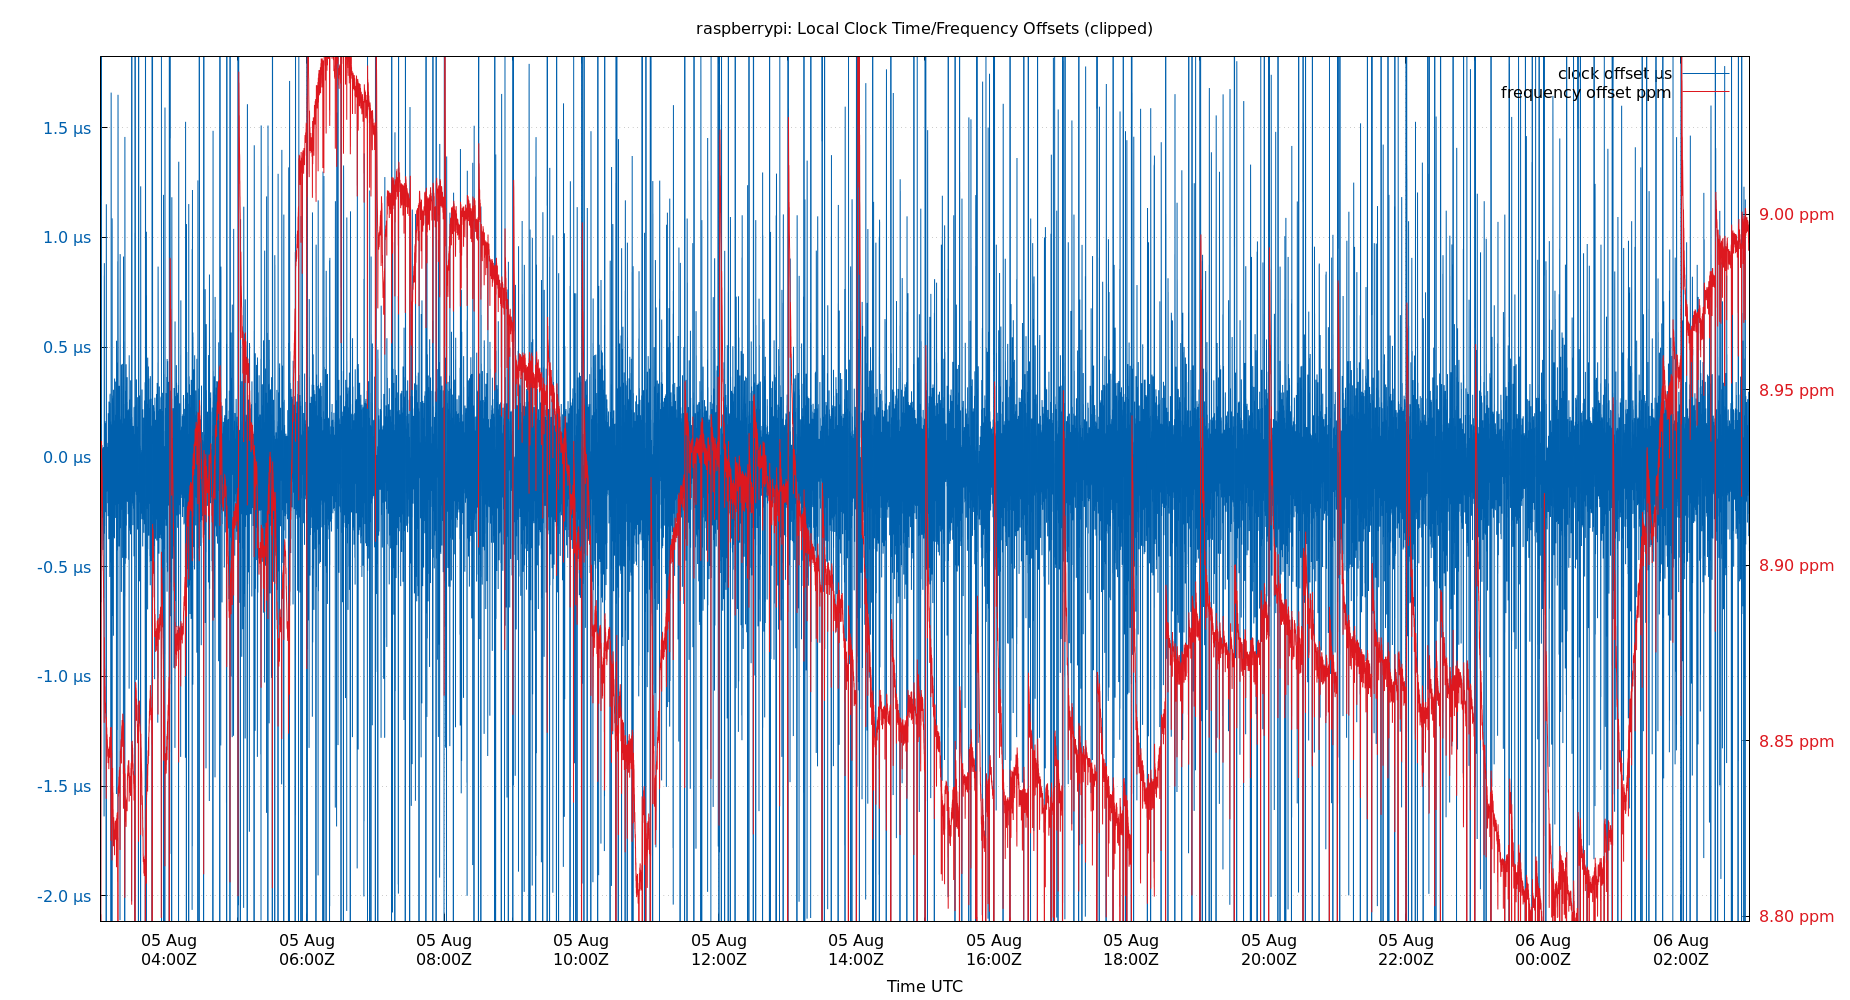 raspberrypi: Local Clock Time/Frequency Offsets (clipped)
clock offset µs
frequency offset ppm
1.5 µs
1.0 µs
0.5 µs
0.0 µs
-0.5 µs
-1.0 µs
-1.5 µs
-2.0 µs
9.00 ppm
8.95 ppm
8.90 ppm
8.85 ppm
8.80 ppm
05 Aug 05 Aug 05 Aug 05 Aug 05 Aug 05 Aug 05 Aug 05 Aug 05 Aug 05 Aug 06 Aug 06 Aug
04:00Z 06:00Z 08:00Z 10:00Z 12:00Z 14:00Z 16:00Z 18:00Z 20:00Z 22:00Z 00:00Z 02:00Z
Time UTC